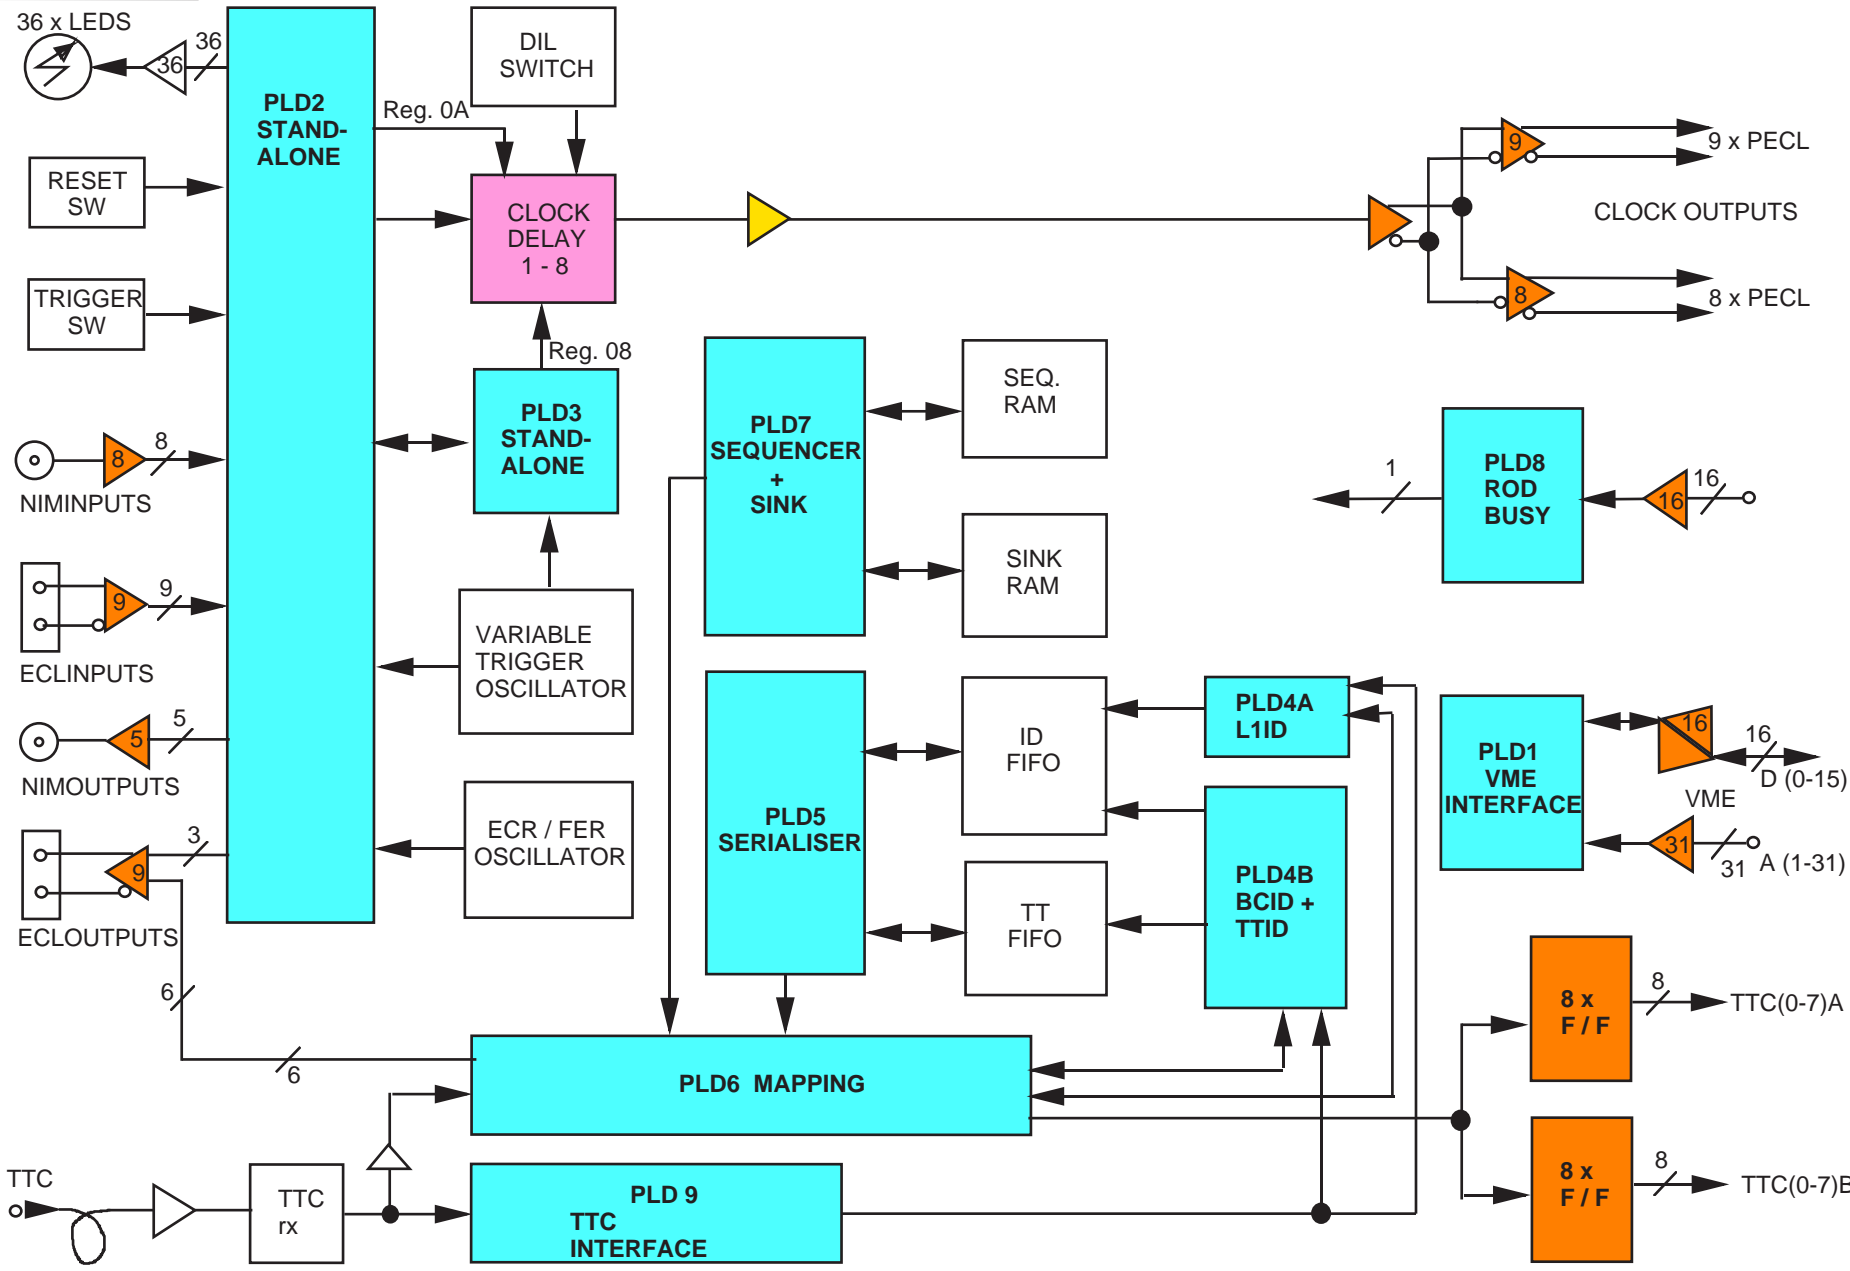 36 x LEDS
36
36
PLD2
STAND-
ALONE
Reg. 0A
DIL
SWITCH
RESET
SW
TRIGGER
SW
CLOCK
DELAY
1 - 8
Reg. 08
9
9 x PECL
CLOCK OUTPUTS
8
8 x PECL
PLD3
STAND-
ALONE
8
8
NIMINPUTS
9
9
ECLINPUTS
5
5
NIMOUTPUTS
3
9
ECLOUTPUTS
6
6
VARIABLE
TRIGGER
OSCILLATOR
ECR / FER
OSCILLATOR
PLD7
SEQUENCER
+
SINK
SEQ.
RAM
SINK
RAM
1
PLD8
ROD
BUSY
16
16
PLD5
SERIALISER
ID
FIFO
TT
FIFO
PLD4A
L1ID
PLD4B
BCID +
TTID
PLD1
VME
INTERFACE
16
16
D (0-15)
VME
31
31
A (1-31)
PLD6 MAPPING
8 x
F / F
8
TTC(0-7)A
8 x
F / F
8
TTC(0-7)B
TTC
TTC
rx
PLD 9
TTC
INTERFACE